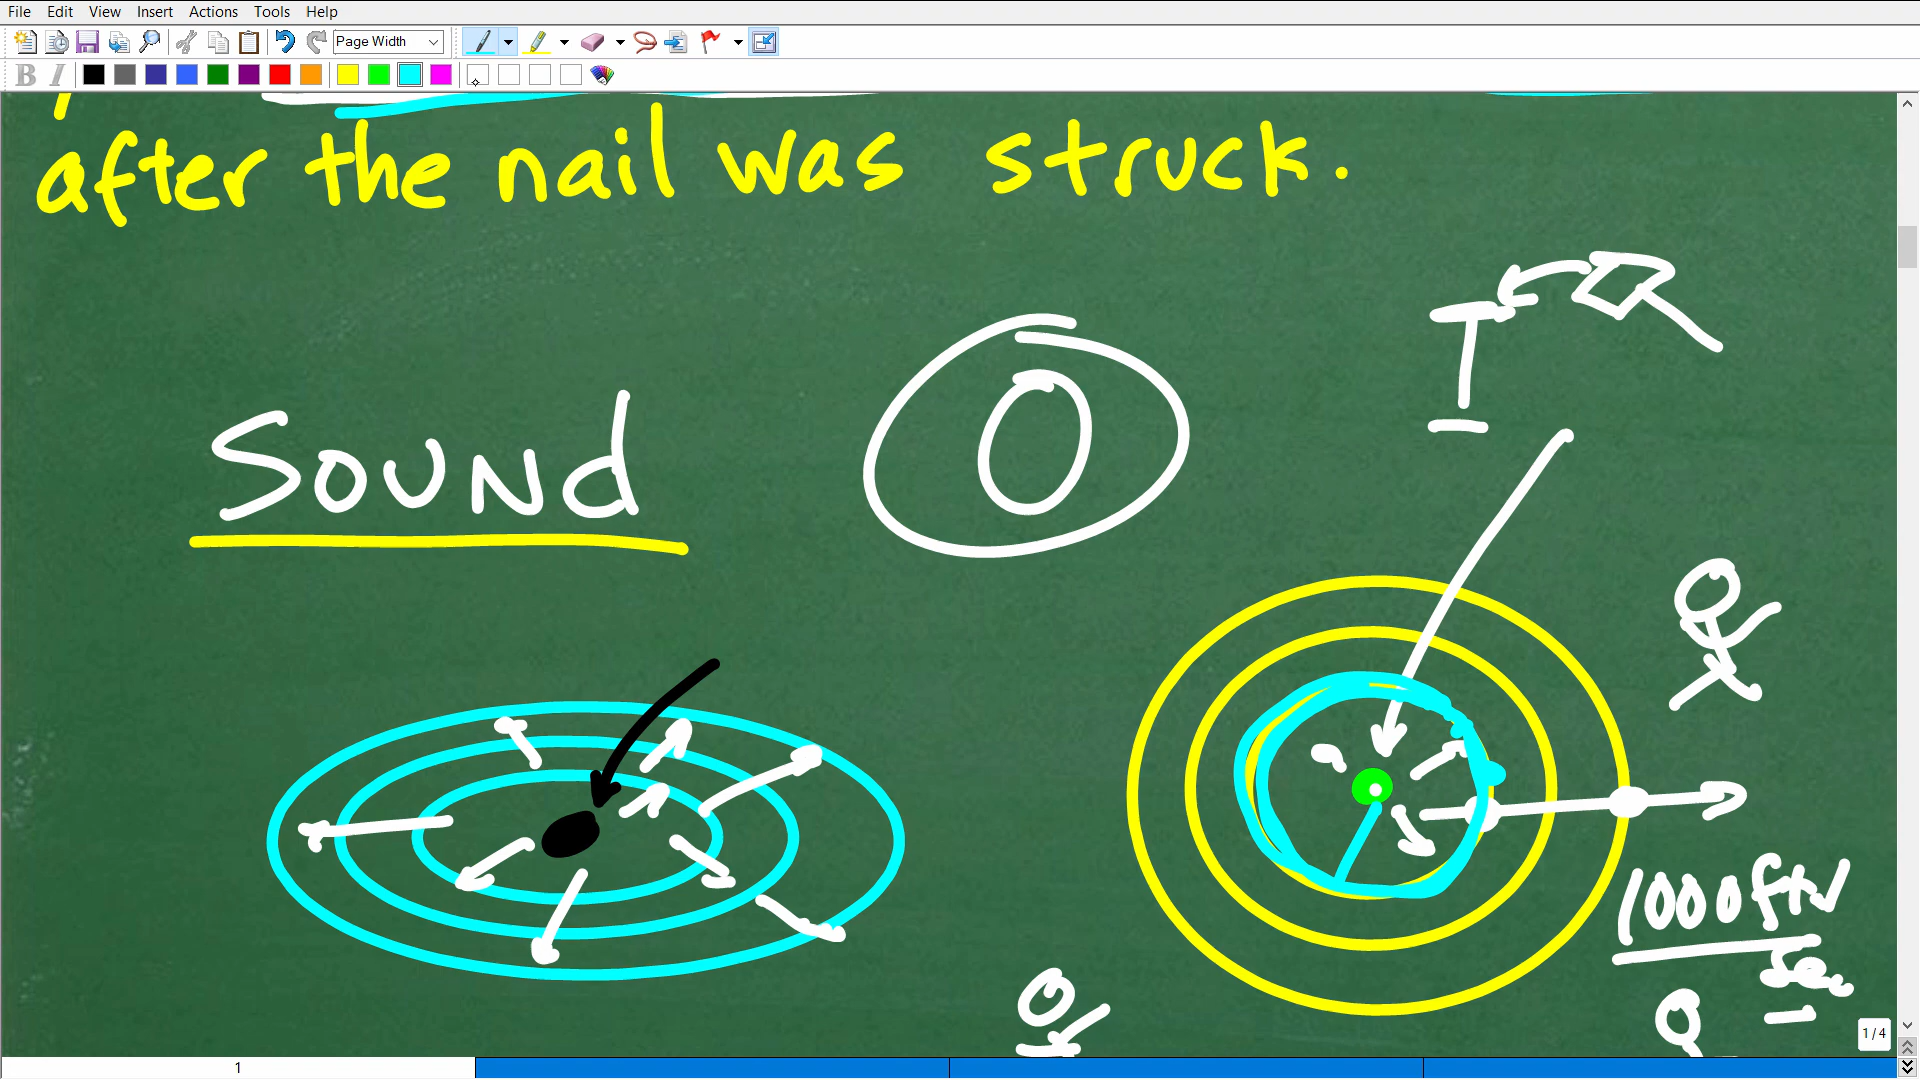 File Edit View Insert Actions Tools Help
Page Width
B I
after the nail was struck.
SOUNd
1000 ft
sec
1 / 4
1